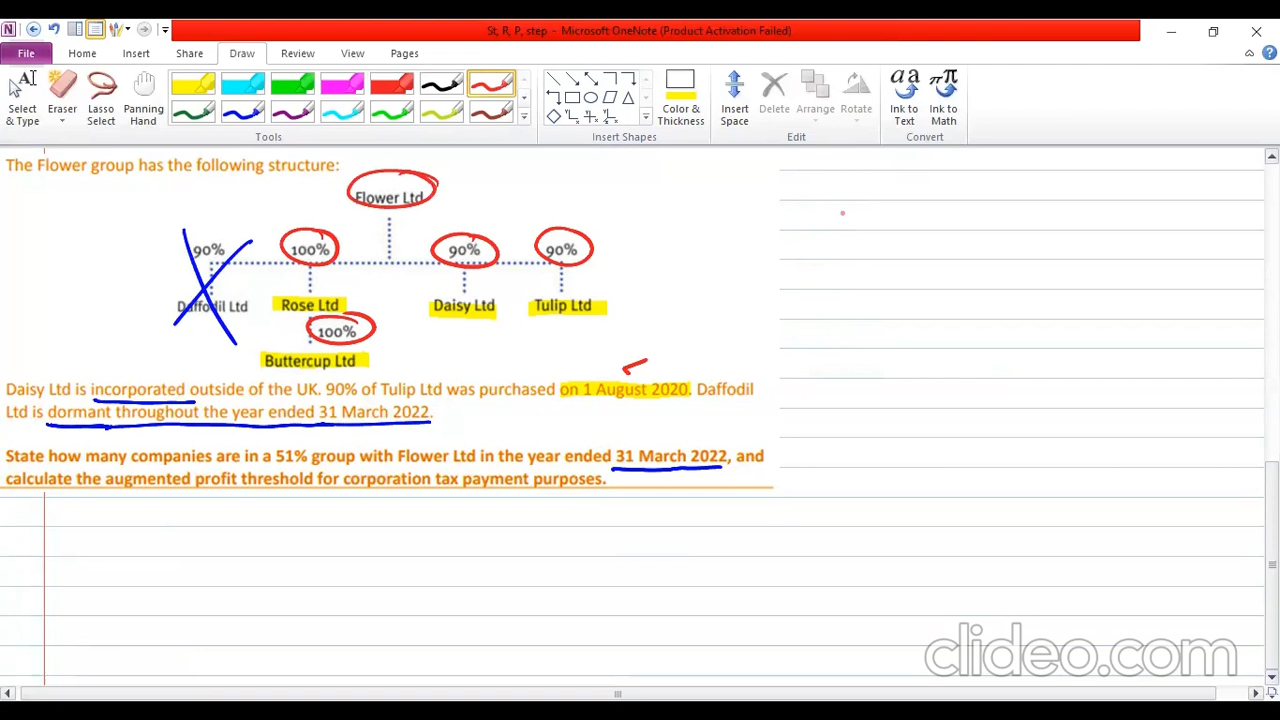 St, R, P, step - Microsoft OneNote (Product Activation Failed)
File Home Insert Share Draw Review View Pages
Select & Type
Eraser
Lasso Select
Panning Hand
Color & Thickness
Insert Space
Delete
Arrange
Rotate
Ink to Text
Ink to Math
Tools
Insert Shapes
Edit
Convert
The Flower group has the following structure:
Flower Ltd
90% 100% 90% 90%
Daffodil Ltd Rose Ltd Daisy Ltd Tulip Ltd
100%
Buttercup Ltd
Daisy Ltd is incorporated outside of the UK. 90% of Tulip Ltd was purchased on 1 August 2020. Daffodil
Ltd is dormant throughout the year ended 31 March 2022.
State how many companies are in a 51% group with Flower Ltd in the year ended 31 March 2022, and
calculate the augmented profit threshold for corporation tax payment purposes.
clideo.com